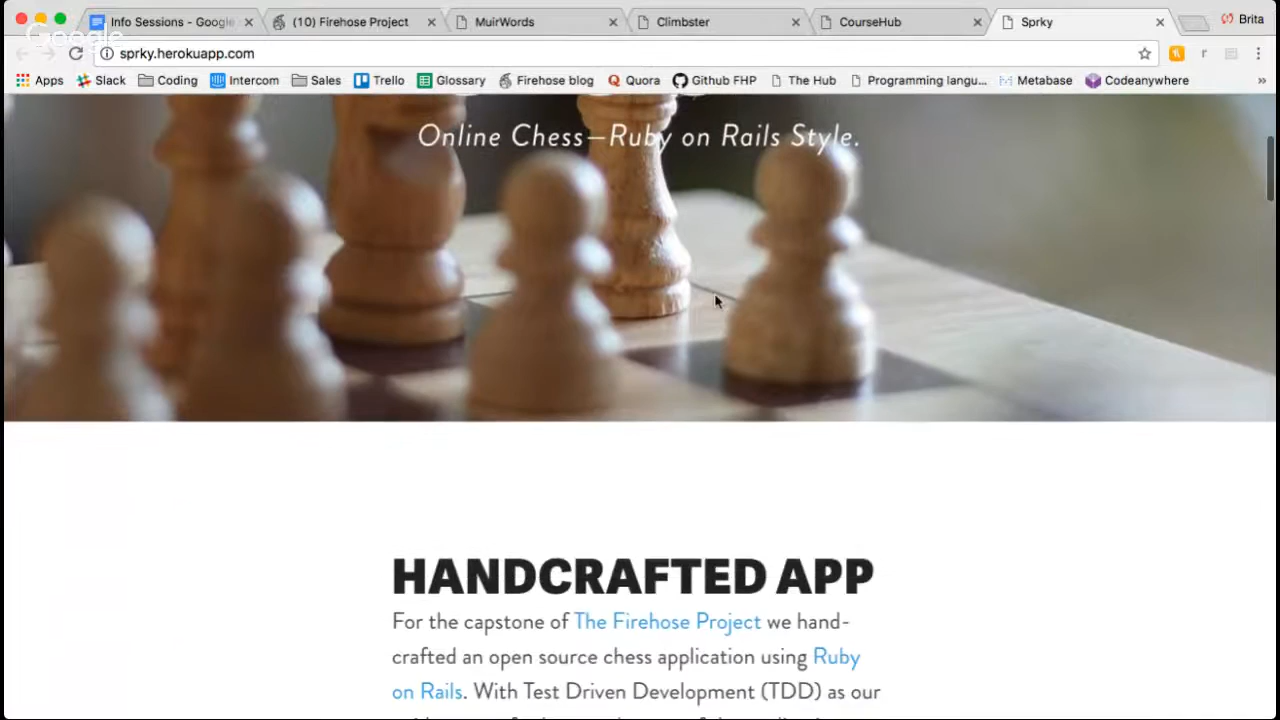 Info Sessions - Google
(10) Firehose Project
MuirWords
Climbster
CourseHub
Sprky
Brita
Google
sprky.herokuapp.com
Apps
Slack
Coding
Intercom
Sales
Trello
Glossary
Firehose blog
Quora
Github FHP
The Hub
Programming langu...
Metabase
Codeanywhere
»
Online Chess—Ruby on Rails Style.
HANDCRAFTED APP
For the capstone of The Firehose Project we hand-
crafted an open source chess application using Ruby
on Rails. With Test Driven Development (TDD) as our